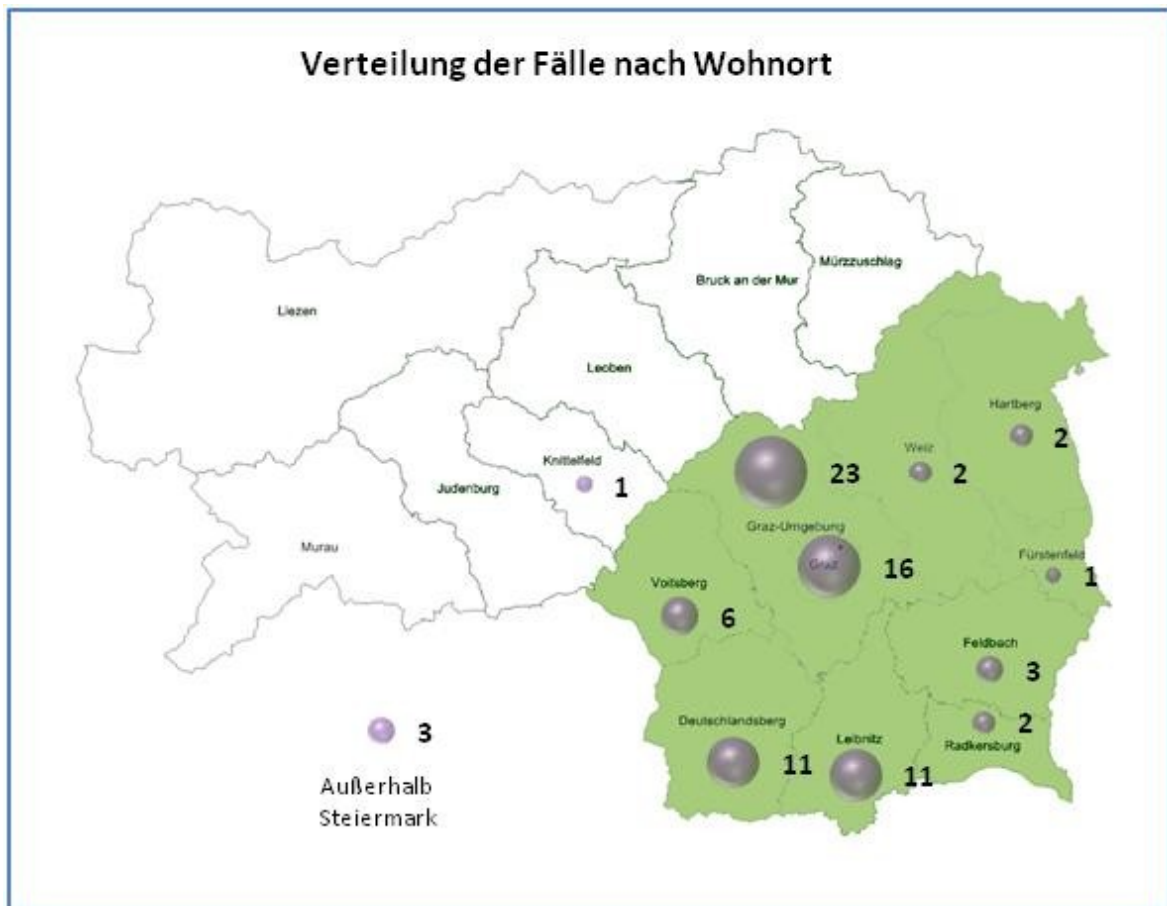 Verteilung der Fälle nach Wohnort
Mürzzuschlag
Bruck an der Mur
Liezen
Leoben
Hartberg
2
Weiz
2
Knittelfeld
1
23
Judenburg
Graz-Umgebung
Murau
Graz
16
Fürstenfeld
1
Voitsberg
6
Feldbach
3
Deutschlandsberg
11
Leibnitz
11
2
Radkersburg
3
Außerhalb
Steiermark